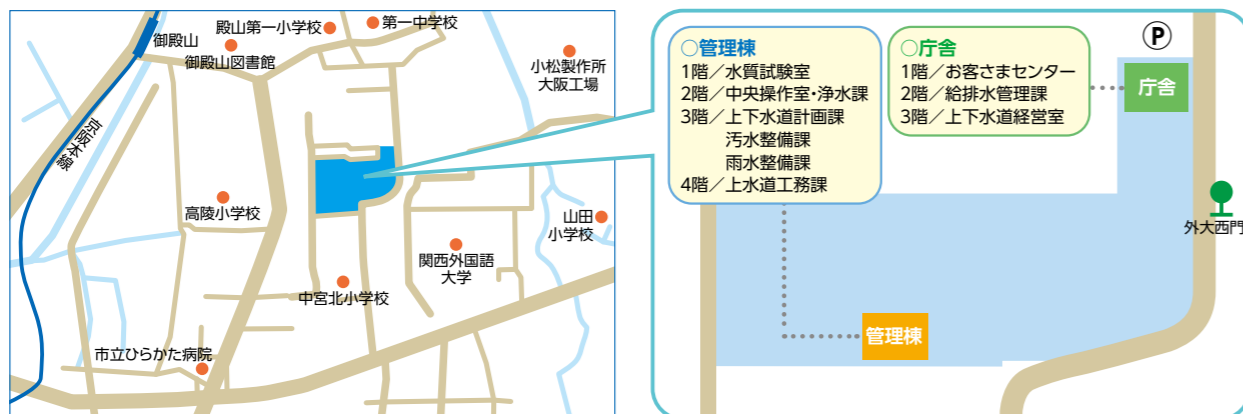 殿山第一小学校
第一中学校
御殿山
御殿山図書館
小松製作所
大阪工場
京阪本線
高陵小学校
山田
小学校
関西外国語
大学
中宮北小学校
市立ひらかた病院
○管理棟
1階／水質試験室
2階／中央操作室・浄水課
3階／上下水道計画課
汚水整備課
雨水整備課
4階／上水道工務課
○庁舎
1階／お客さまセンター
2階／給排水管理課
3階／上下水道経営室
P
庁舎
外大西門
管理棟